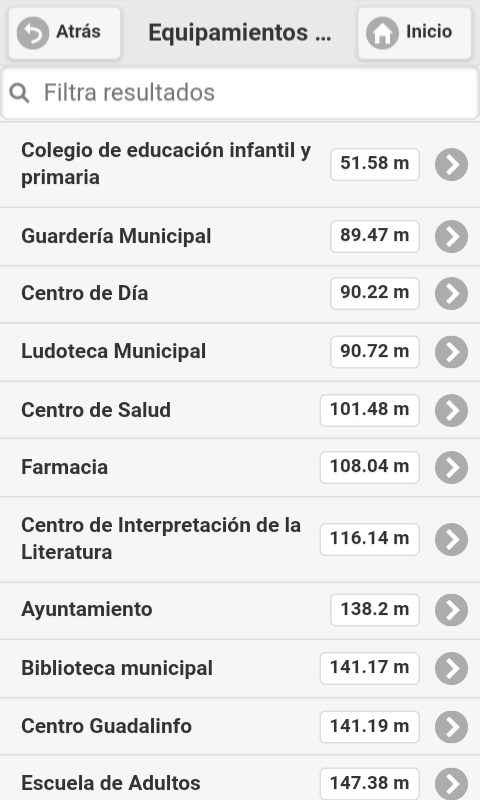 Atrás
Equipamientos ...
Inicio
Filtra resultados
Colegio de educación infantil y
primaria
51.58 m
Guardería Municipal
89.47 m
Centro de Día
90.22 m
Ludoteca Municipal
90.72 m
Centro de Salud
101.48 m
Farmacia
108.04 m
Centro de Interpretación de la
Literatura
116.14 m
Ayuntamiento
138.2 m
Biblioteca municipal
141.17 m
Centro Guadalinfo
141.19 m
Escuela de Adultos
147.38 m